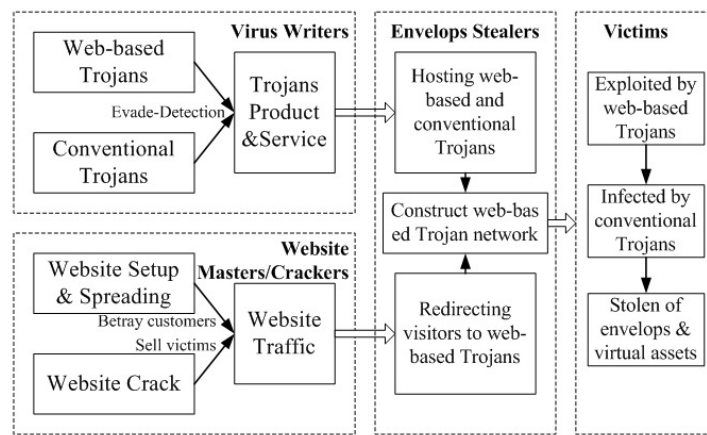 Virus Writers
Web-based
Trojans
Evade-Detection
Conventional
Trojans
Trojans
Product
&Service
Website
Masters/Crackers
Website Setup
& Spreading
Betray customers
Sell victims
Website Crack
Website
Traffic
Envelops Stealers
Hosting web-
based and
conventional
Trojans
Construct web-bas
ed Trojan network
Redirecting
visitors to web-
based Trojans
Victims
Exploited by
web-based
Trojans
Infected by
conventional
Trojans
Stolen of
envelops &
virtual assets